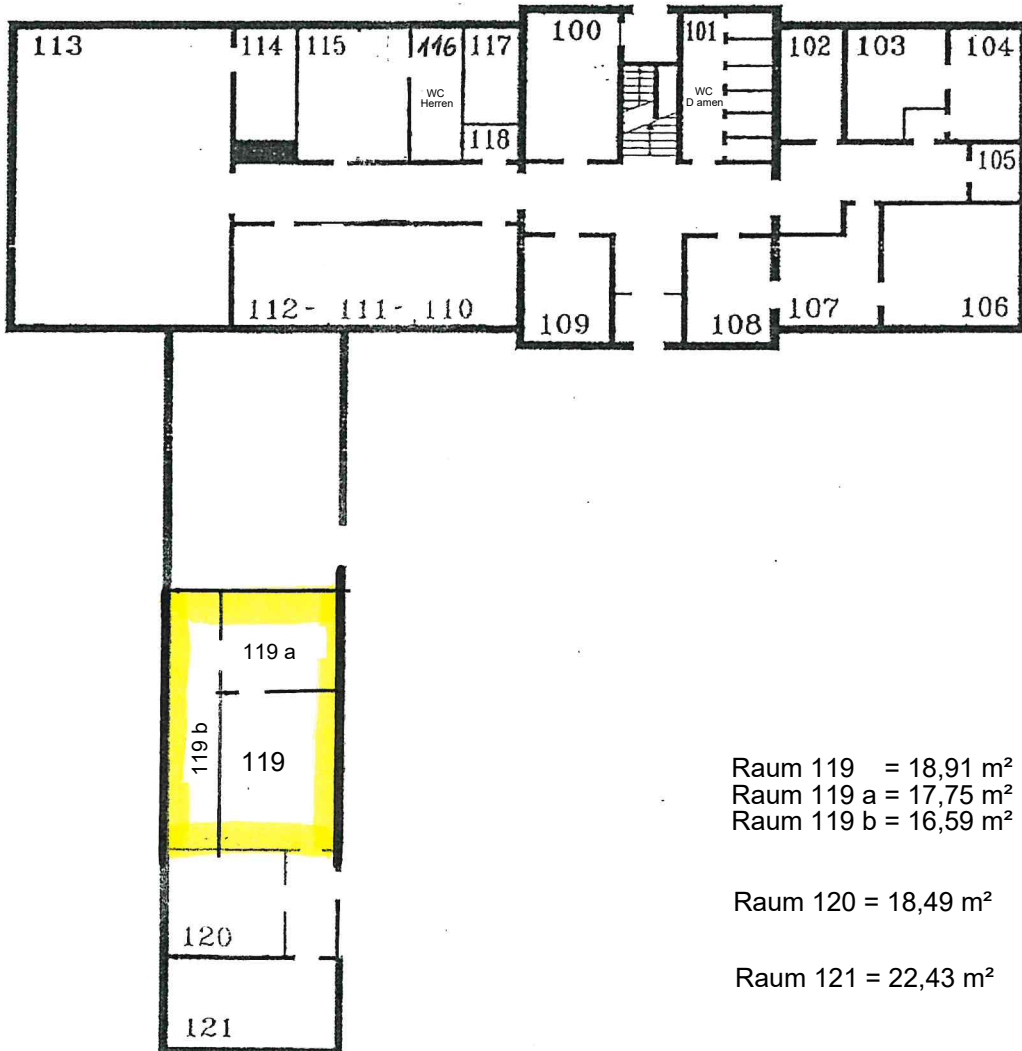 113
114
115
116
117
100
101
102
103
104
WC
Herren
WC
D amen
118
105
112- 111- 110
109
108
107
106
119 a
119 b
119
Raum 119 = 18,91 m²
Raum 119 a = 17,75 m²
Raum 119 b = 16,59 m²
Raum 120 = 18,49 m²
120
Raum 121 = 22,43 m²
121